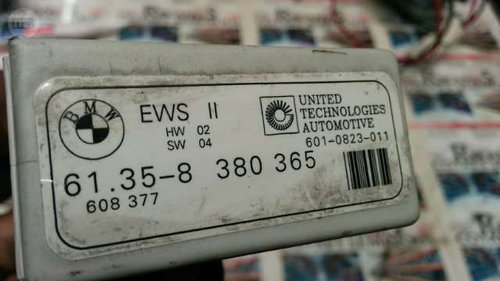 BMW
EWS II
HW 02
SW 04
UNITED
TECHNOLOGIES
AUTOMOTIVE
601-0823-011
61.35-8 380 365
608 377